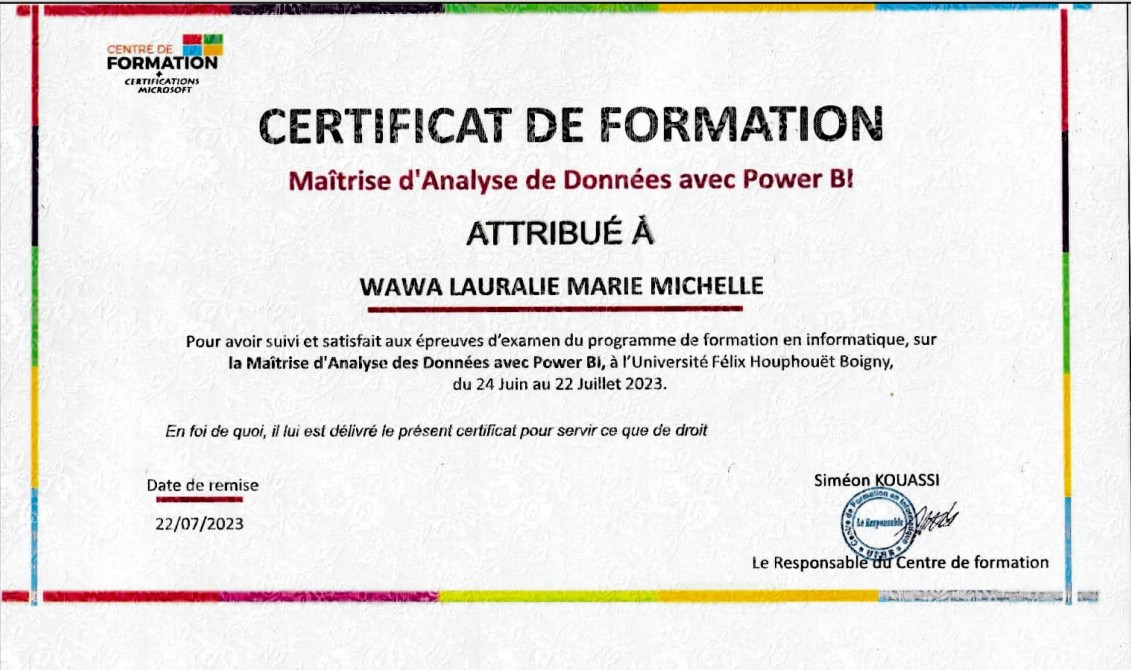 CENTRE DE
FORMATION
+
CERTIFICATIONS
MICROSOFT
CERTIFICAT DE FORMATION
Maîtrise d'Analyse de Données avec Power BI
ATTRIBUÉ À
WAWA LAURALIE MARIE MICHELLE
Pour avoir suivi et satisfait aux épreuves d'examen du programme de formation en informatique, sur
la Maîtrise d'Analyse des Données avec Power BI, à l'Université Félix Houphouët Boigny,
du 24 Juin au 22 Juillet 2023.
En foi de quoi, il lui est délivré le présent certificat pour servir ce que de droit
Date de remise
22/07/2023
Siméon KOUASSI
Centre de Formation en Informatique
Le Responsable
Le Responsable du Centre de formation